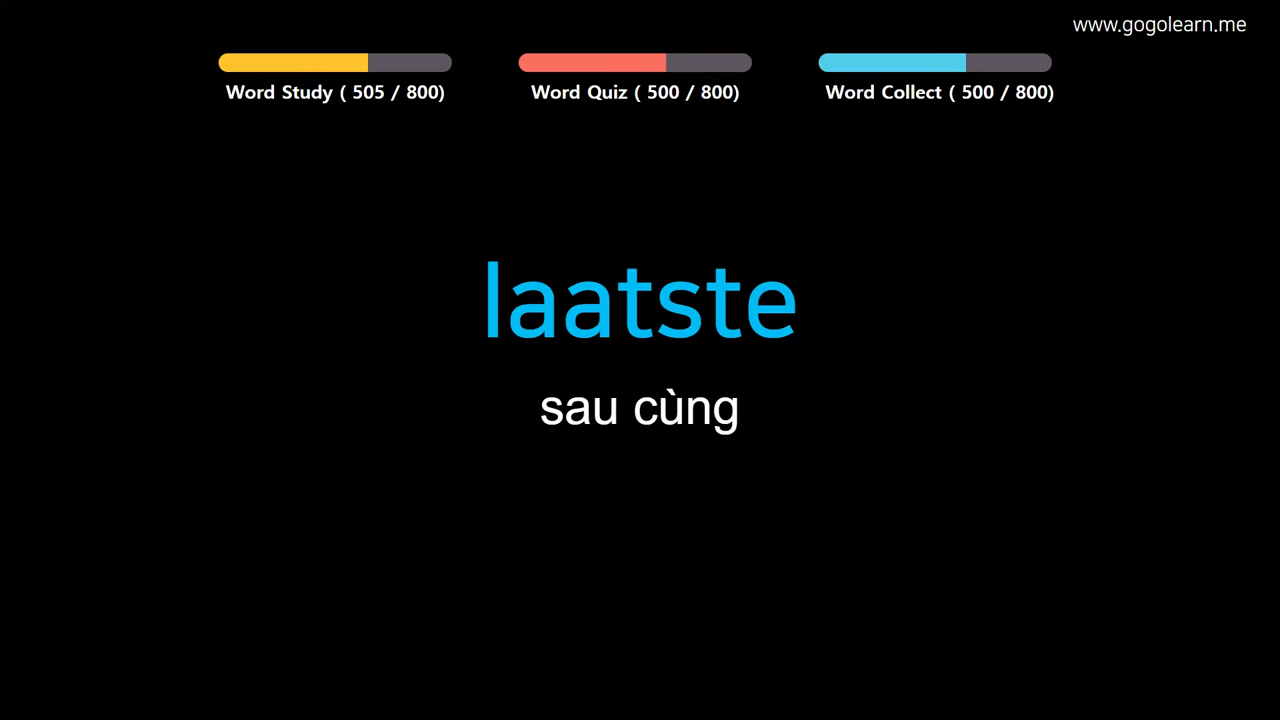 www.gogolearn.me
Word Study ( 505 / 800)
Word Quiz ( 500 / 800)
Word Collect ( 500 / 800)
laatste
sau cùng